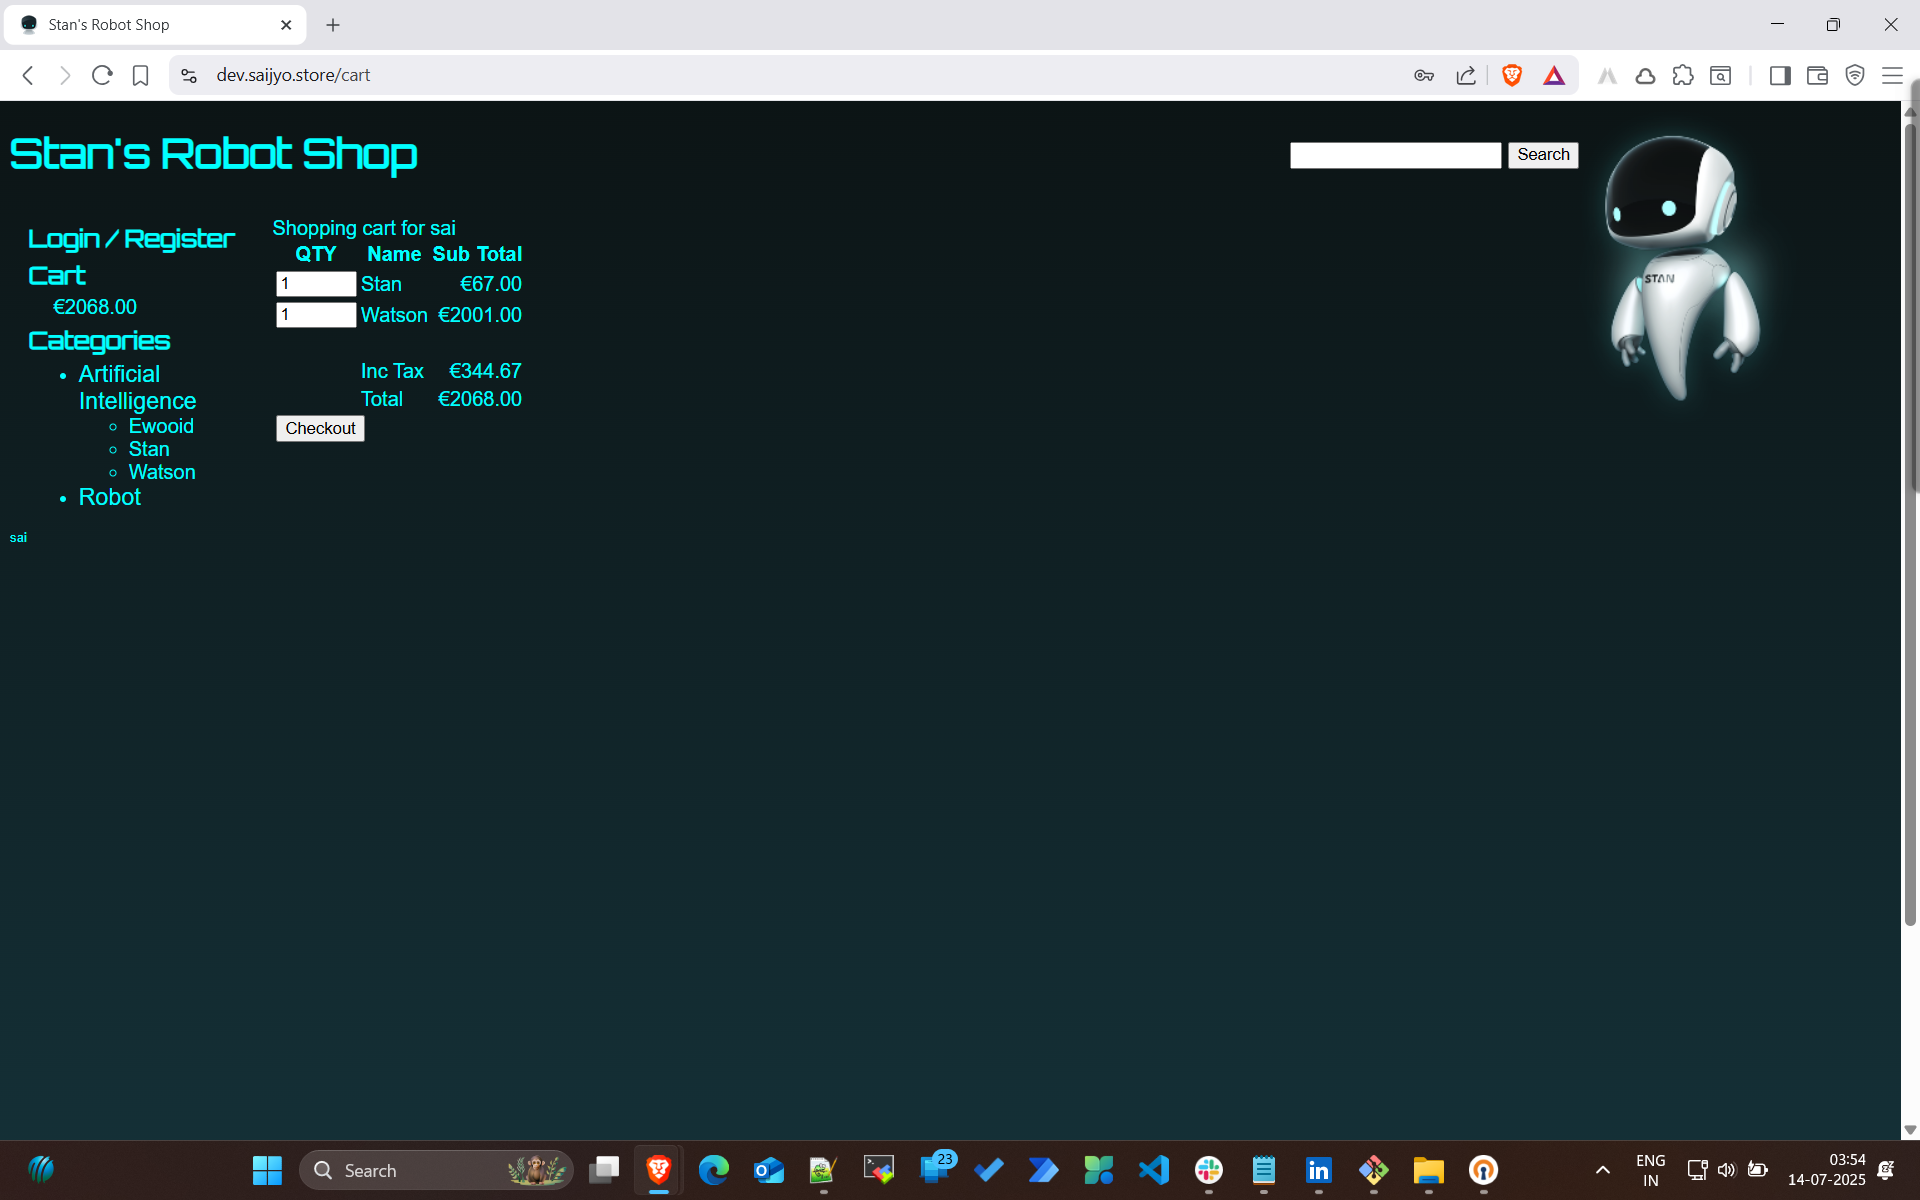 Stan's Robot Shop
dev.saijyo.store/cart
Stan's Robot Shop
Search
STAN
Login / Register
Cart
€2068.00
Categories
Artificial
Intelligence
Ewooid
Stan
Watson
Robot
sai
Shopping cart for sai
QTY Name Sub Total
1 Stan €67.00
1 Watson €2001.00
Inc Tax €344.67
Total €2068.00
Checkout
Search
23
ENG
IN
03:54
14-07-2025